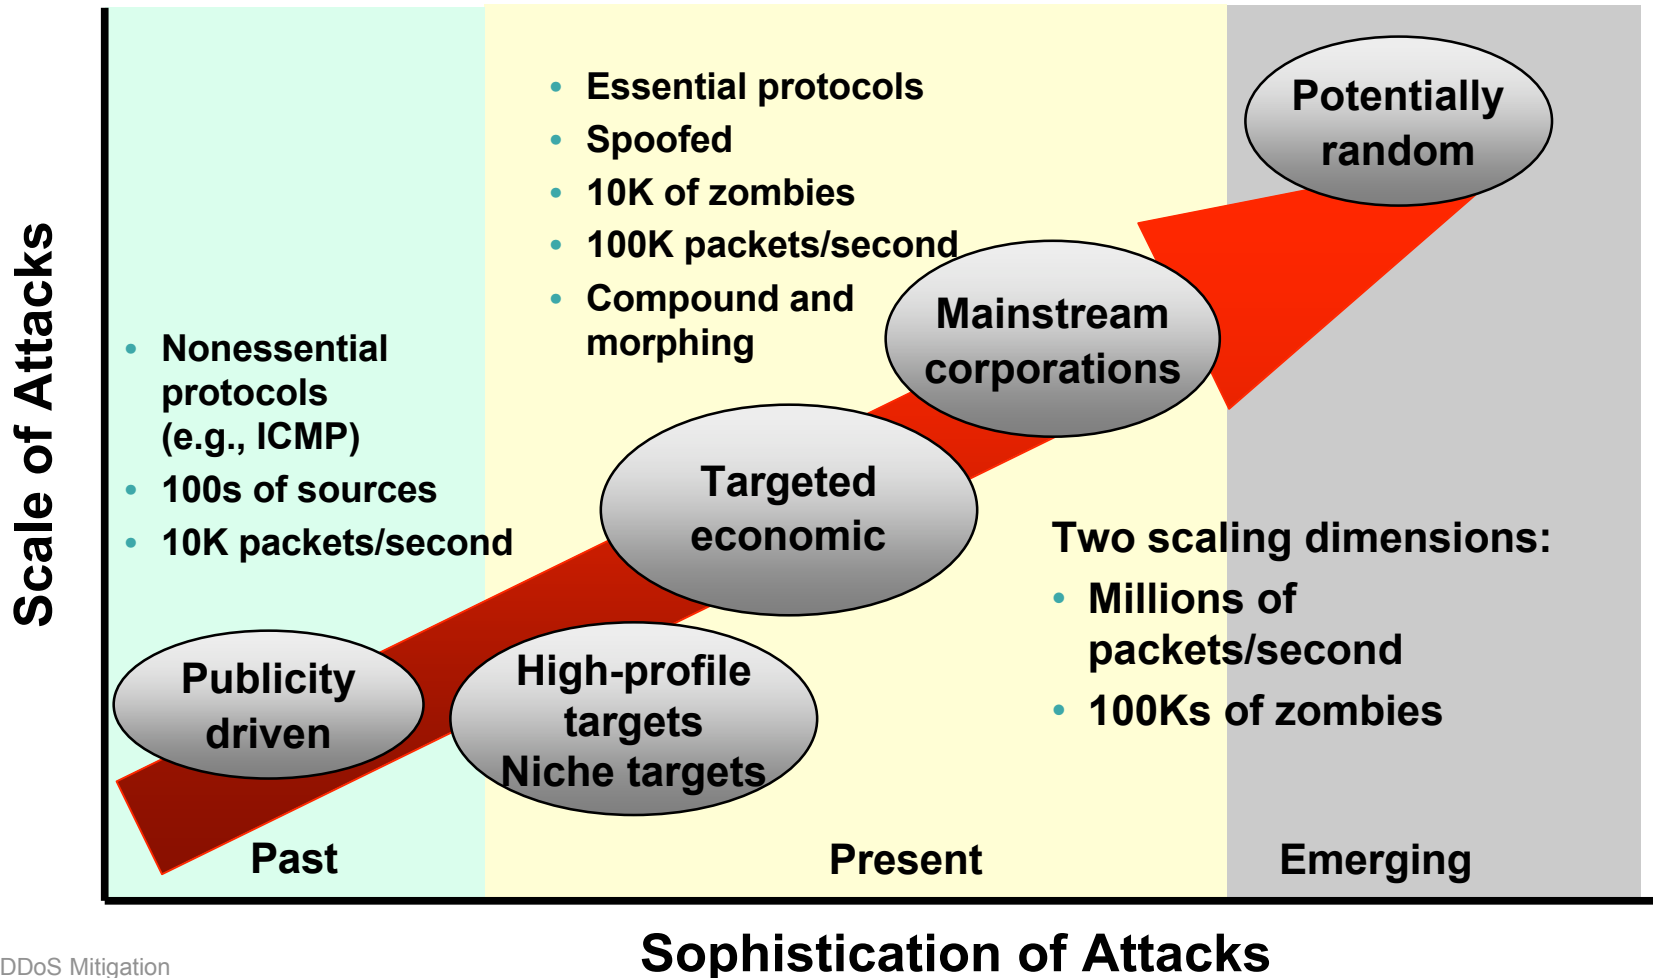 Scale of Attacks
• Essential protocols
• Spoofed
• 10K of zombies
• 100K packets/second
• Compound and
morphing
• Nonessential
protocols
(e.g., ICMP)
• 100s of sources
• 10K packets/second
Potentially
random
Mainstream
corporations
Targeted
economic
Publicity
driven
High-profile
targets
Niche targets
Two scaling dimensions:
• Millions of
packets/second
• 100Ks of zombies
Past
Present
Emerging
Sophistication of Attacks
DDoS Mitigation